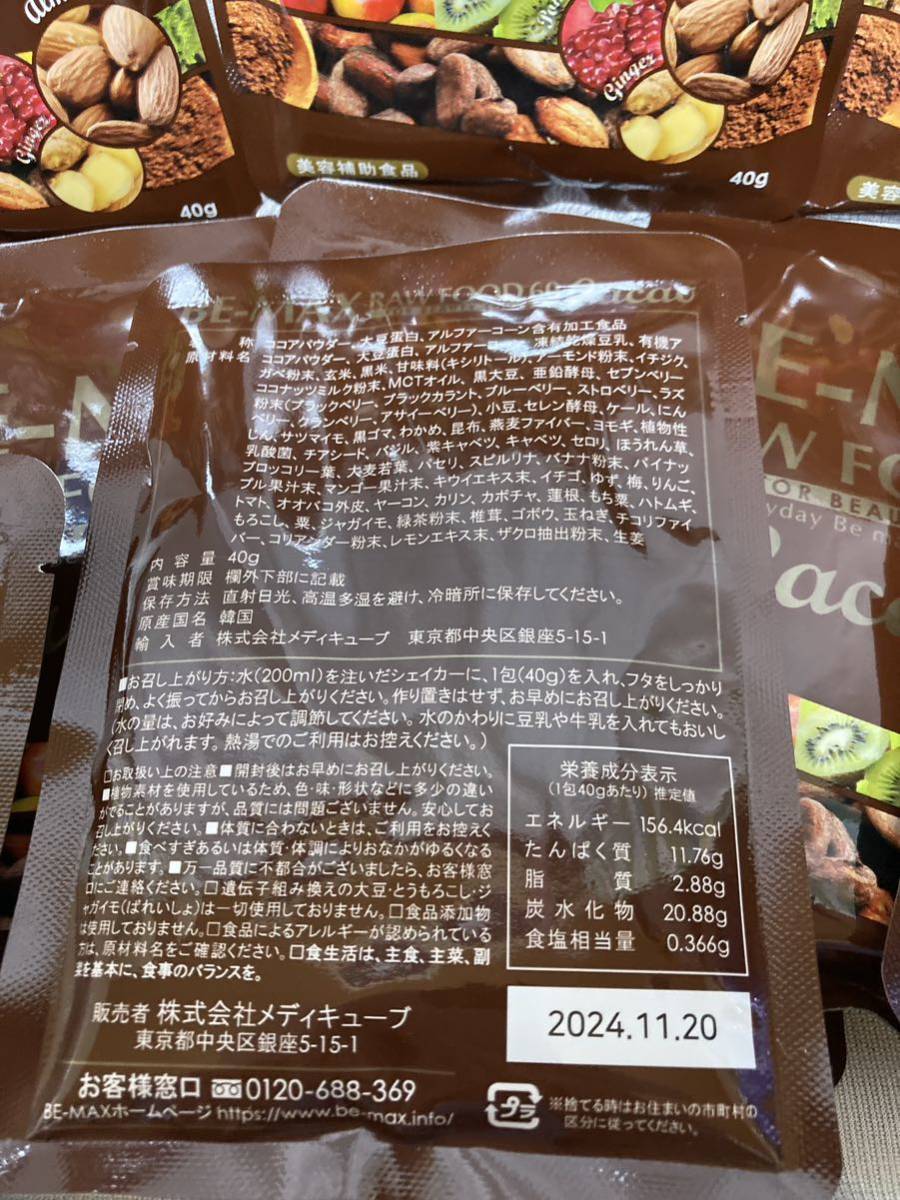 Ginger
Ginger
美容補助食品
40g
40g
美容
BE-MAX RAW FOOD 69 Cacao
称 ココアパウダー、大豆蛋白、アルファーコーン含有加工食品
原材料名 ココアパウダー、大豆蛋白、アルファーコーン、凍結乾燥豆乳、有機ア
ガベ粉末、玄米、黒米、甘味料(キシリトール)、アーモンド粉末、イチジク、
ココナッツミルク粉末、MCTオイル、黒大豆、亜鉛酵母、セブンベリー
粉末(ブラックベリー、ブラックカラント、ブルーベリー、ストロベリー、ラズ
ベリー、クランベリー、アサイーベリー)、小豆、セレン酵母、ケール、にん
じん、サツマイモ、黒ゴマ、わかめ、昆布、燕麦ファイバー、ヨモギ、植物性
乳酸菌、チアシード、バジル、紫キャベツ、キャベツ、セロリ、ほうれん草、
ブロッコリー葉、大麦若葉、パセリ、スピルリナ、バナナ粉末、パイナッ
プル果汁末、マンゴー果汁末、キウイエキス末、イチゴ、ゆず、梅、りんご、
トマト、オオバコ外皮、ヤーコン、カリン、カボチャ、蓮根、もち粟、ハトムギ、
もろこし、粟、ジャガイモ、緑茶粉末、椎茸、ゴボウ、玉ねぎ、チコリファイ
バー、コリアンダー粉末、レモンエキス末、ザクロ抽出粉末、生姜
内容量 40g
賞味期限 欄外下部に記載
保存方法 直射日光、高温多湿を避け、冷暗所に保存してください。
原産国名 韓国
輸入者 株式会社メディキューブ 東京都中央区銀座5-15-1
■お召し上がり方:水(200ml)を注いだシェイカーに、1包(40g)を入れ、フタをしっかり
閉め、よく振ってからお召し上がりください。作り置きはせず、お早めにお召し上がりください。
(水の量は、お好みによって調節してください。水のかわりに豆乳や牛乳を入れてもおいし
く召し上がれます。熱湯でのご利用はお控えください。)
□お取扱い上の注意■開封後はお早めにお召し上がりください。
■植物素材を使用しているため、色・味・形状などに多少の違い
がでることがありますが、品質には問題ございません。安心してお
召し上がりください。■体質に合わないときは、ご利用をお控えく
ださい。■食べすぎあるいは体質・体調によりおなかがゆるくなる
ことがあります。■万一品質に不都合がございましたら、お客様窓
口にご連絡ください。□遺伝子組み換えの大豆・とうもろこし・ジ
ャガイモ(ばれいしょ)は一切使用しておりません。□食品添加物
は使用しておりません。□食品によるアレルギーが認められている
方は、原材料名をご確認ください。□食生活は、主食、主菜、副
菜を基本に、食事のバランスを。
栄養成分表示
(1包40gあたり) 推定値
エネルギー 156.4kcal
たんぱく質 11.76g
脂質 2.88g
炭水化物 20.88g
食塩相当量 0.366g
販売者 株式会社メディキューブ
東京都中央区銀座5-15-1
2024.11.20
お客様窓口 0120-688-369
BE-MAXホームページ https://www.be-max.info/
プラ
※捨てる時はお住まいの市町村の
区分に従ってください。